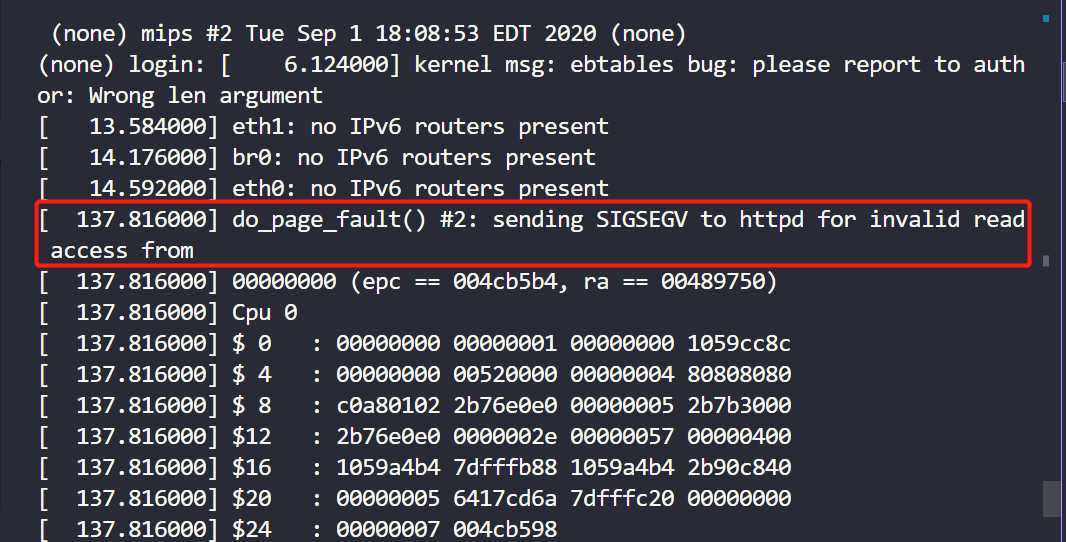 (none) mips #2 Tue Sep 1 18:08:53 EDT 2020 (none)
(none) login: [    6.124000] kernel msg: ebtables bug: please report to auth
or: Wrong len argument
[   13.584000] eth1: no IPv6 routers present
[   14.176000] br0: no IPv6 routers present
[   14.592000] eth0: no IPv6 routers present
[  137.816000] do_page_fault() #2: sending SIGSEGV to httpd for invalid read
access from
[  137.816000] 00000000 (epc == 004cb5b4, ra == 00489750)
[  137.816000] Cpu 0
[  137.816000] $ 0   : 00000000 00000001 00000000 1059cc8c
[  137.816000] $ 4   : 00000000 00520000 00000004 80808080
[  137.816000] $ 8   : c0a80102 2b76e0e0 00000005 2b7b3000
[  137.816000] $12   : 2b76e0e0 0000002e 00000057 00000400
[  137.816000] $16   : 1059a4b4 7dfffb88 1059a4b4 2b90c840
[  137.816000] $20   : 00000005 6417cd6a 7dfffc20 00000000
[  137.816000] $24   : 00000007 004cb598